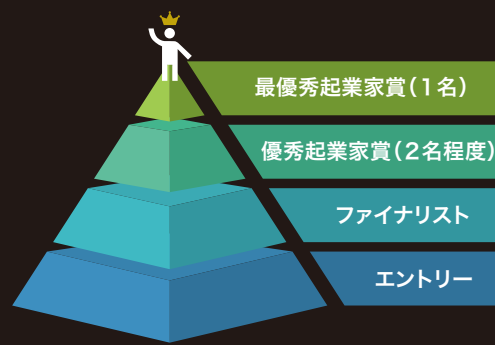 最優秀起業家賞（1名）
優秀起業家賞（2名程度）
ファイナリスト
エントリー